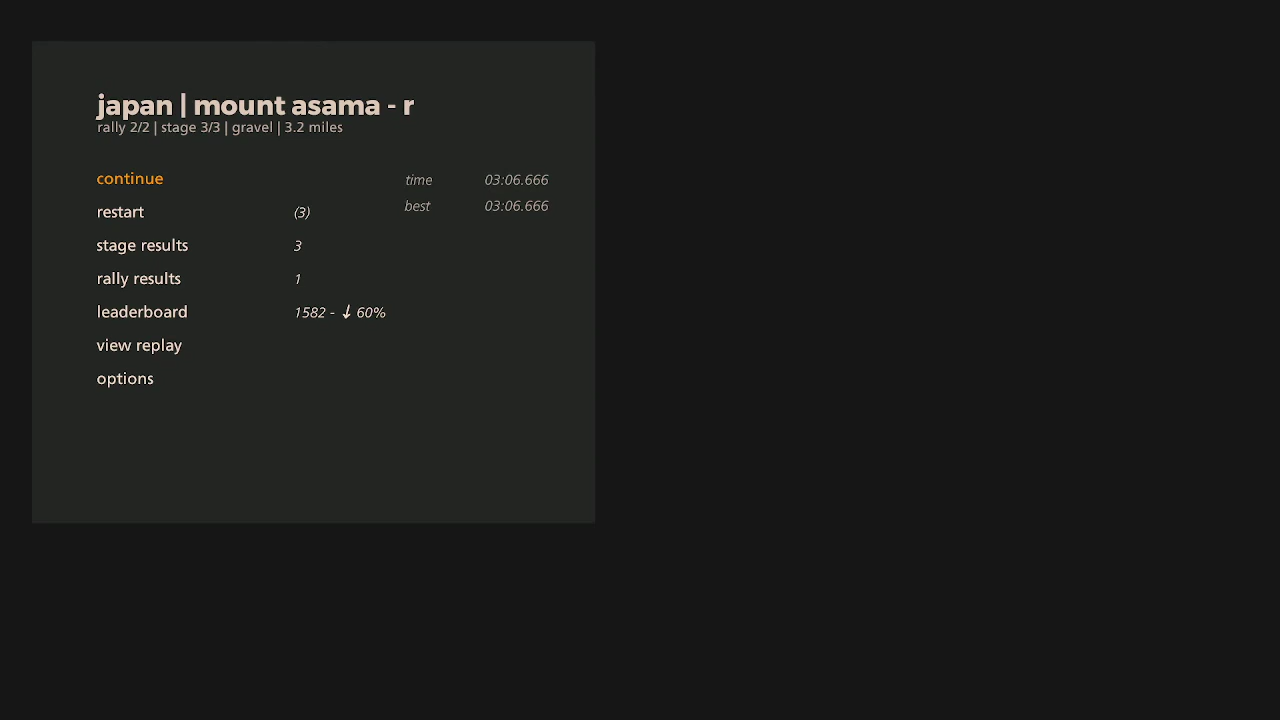 japan | mount asama - r
rally 2/2 | stage 3/3 | gravel | 3.2 miles
continue
time 03:06.666
restart (3)
best 03:06.666
stage results 3
rally results 1
leaderboard 1582 - ↓ 60%
view replay
options